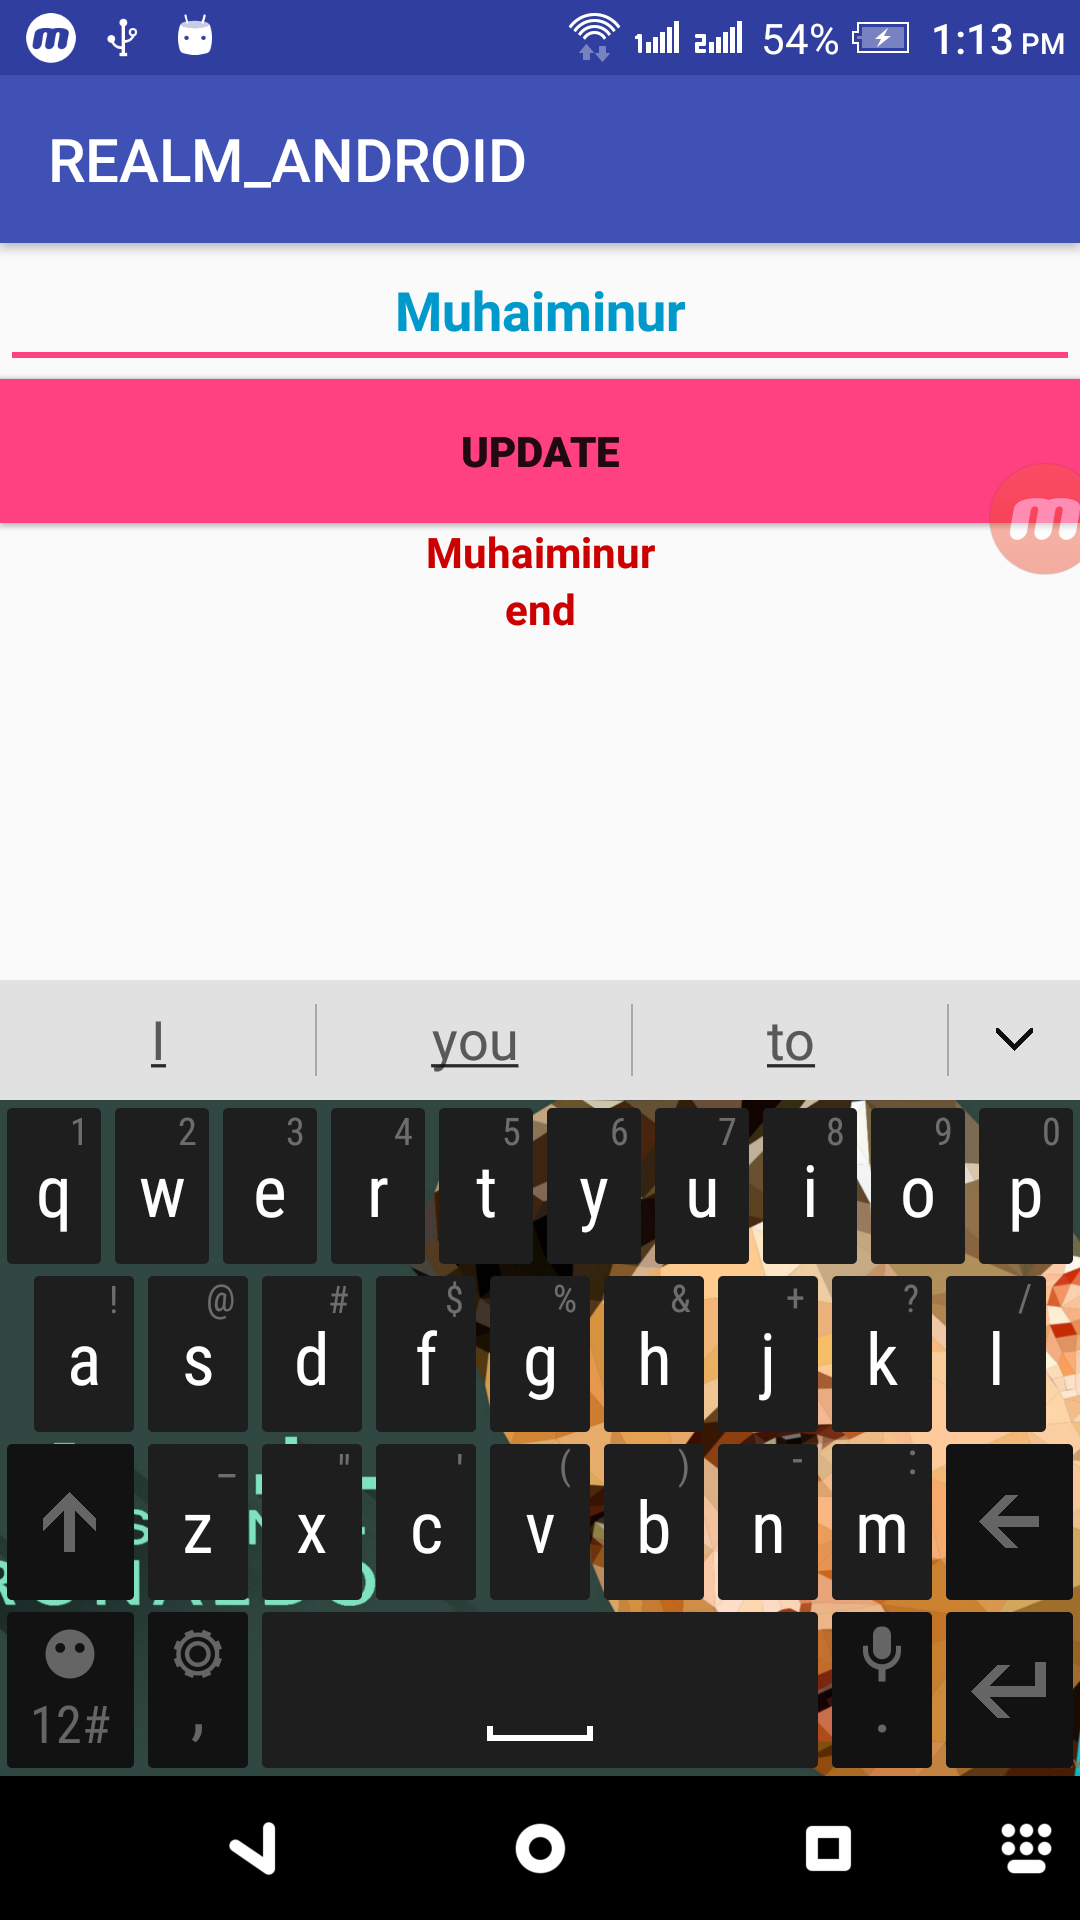 54% 1:13 PM
REALM_ANDROID
Muhaiminur
UPDATE
Muhaiminur
end
I you to
1 2 3 4 5 6 7 8 9 0
q w e r t y u i o p
! @ # $ % & + ? /
a s d f g h j k l
_ " ' ( ) - :
z x c v b n m
12# , .